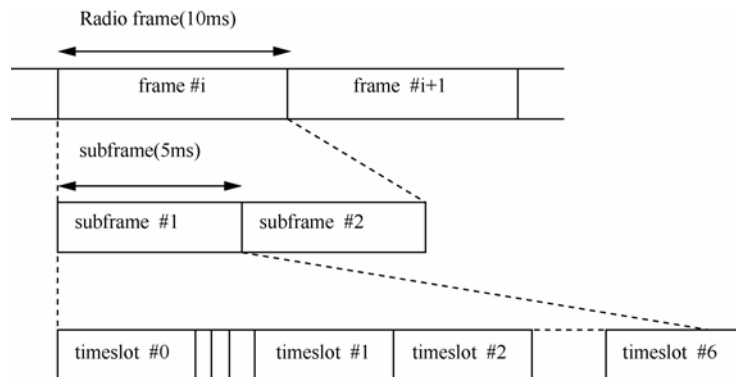 Radio frame(10ms)
frame #i frame #i+1
subframe(5ms)
subframe #1 subframe #2
timeslot #0 timeslot #1 timeslot #2 timeslot #6